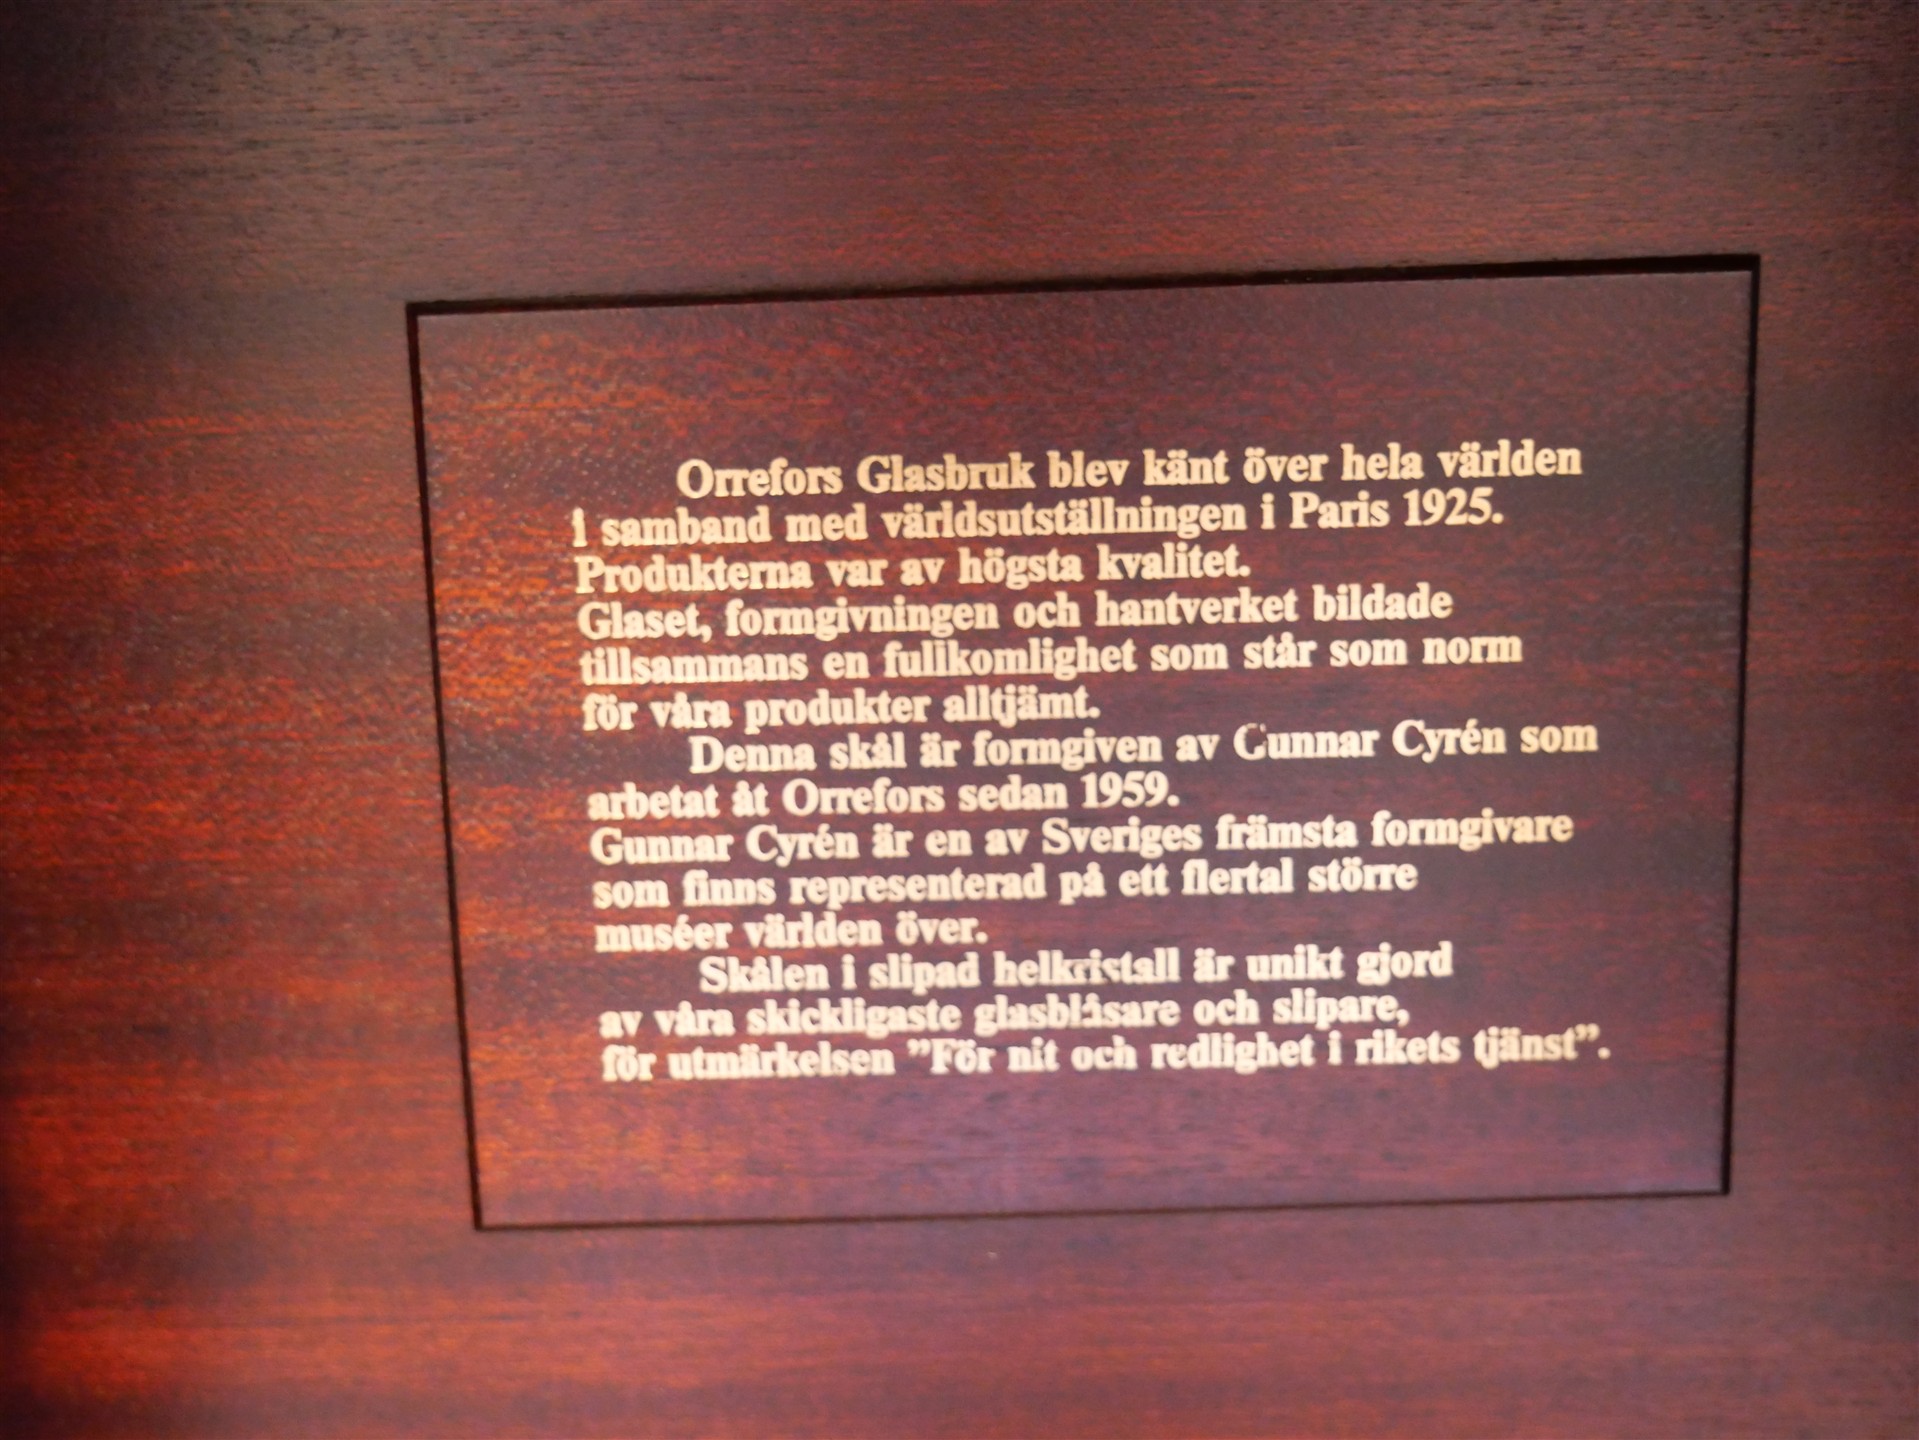 Orrefors Glasbruk blev känt över hela världen
i samband med världsutställningen i Paris 1925.
Produkterna var av högsta kvalitet.
Glaset, formgivningen och hantverket bildade
tillsammans en fullkomlighet som står som norm
för våra produkter alltjämt.
Denna skål är formgiven av Gunnar Cyrén som
arbetat åt Orrefors sedan 1959.
Gunnar Cyrén är en av Sveriges främsta formgivare
som finns representerad på ett flertal större
muséer världen över.
Skålen i slipad helkristall är unikt gjord
av våra skickligaste glasblåsare och slipare,
för utmärkelsen ”För nit och redlighet i rikets tjänst”.